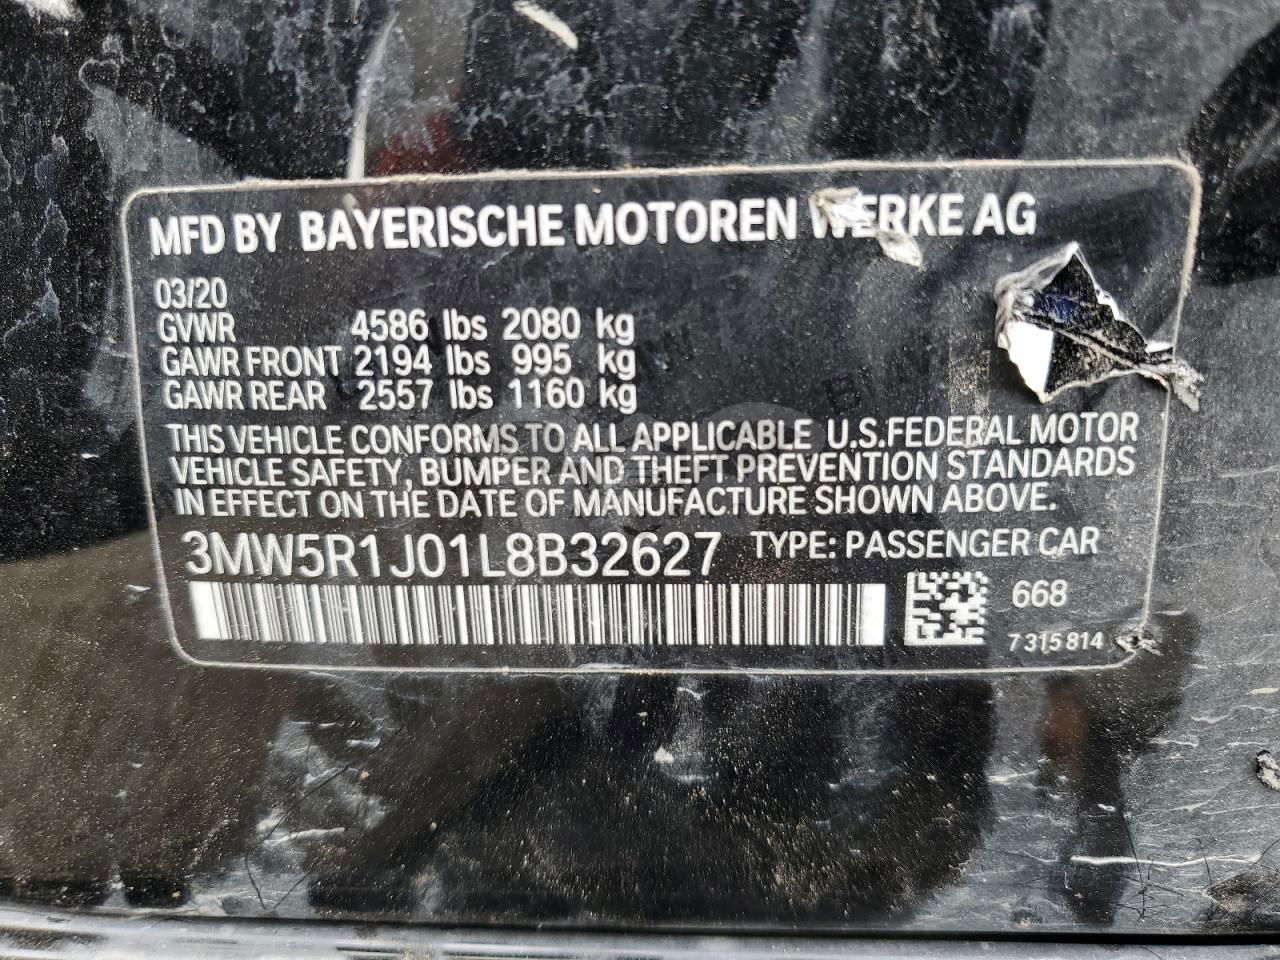 MFD BY BAYERISCHE MOTOREN WERKE AG
03/20
GVWR 4586 lbs 2080 kg
GAWR FRONT 2194 lbs 995 kg
GAWR REAR 2557 lbs 1160 kg
THIS VEHICLE CONFORMS TO ALL APPLICABLE U.S.FEDERAL MOTOR
VEHICLE SAFETY, BUMPER AND THEFT PREVENTION STANDARDS
IN EFFECT ON THE DATE OF MANUFACTURE SHOWN ABOVE.
3MW5R1J01L8B32627 TYPE: PASSENGER CAR
668
7 315 814